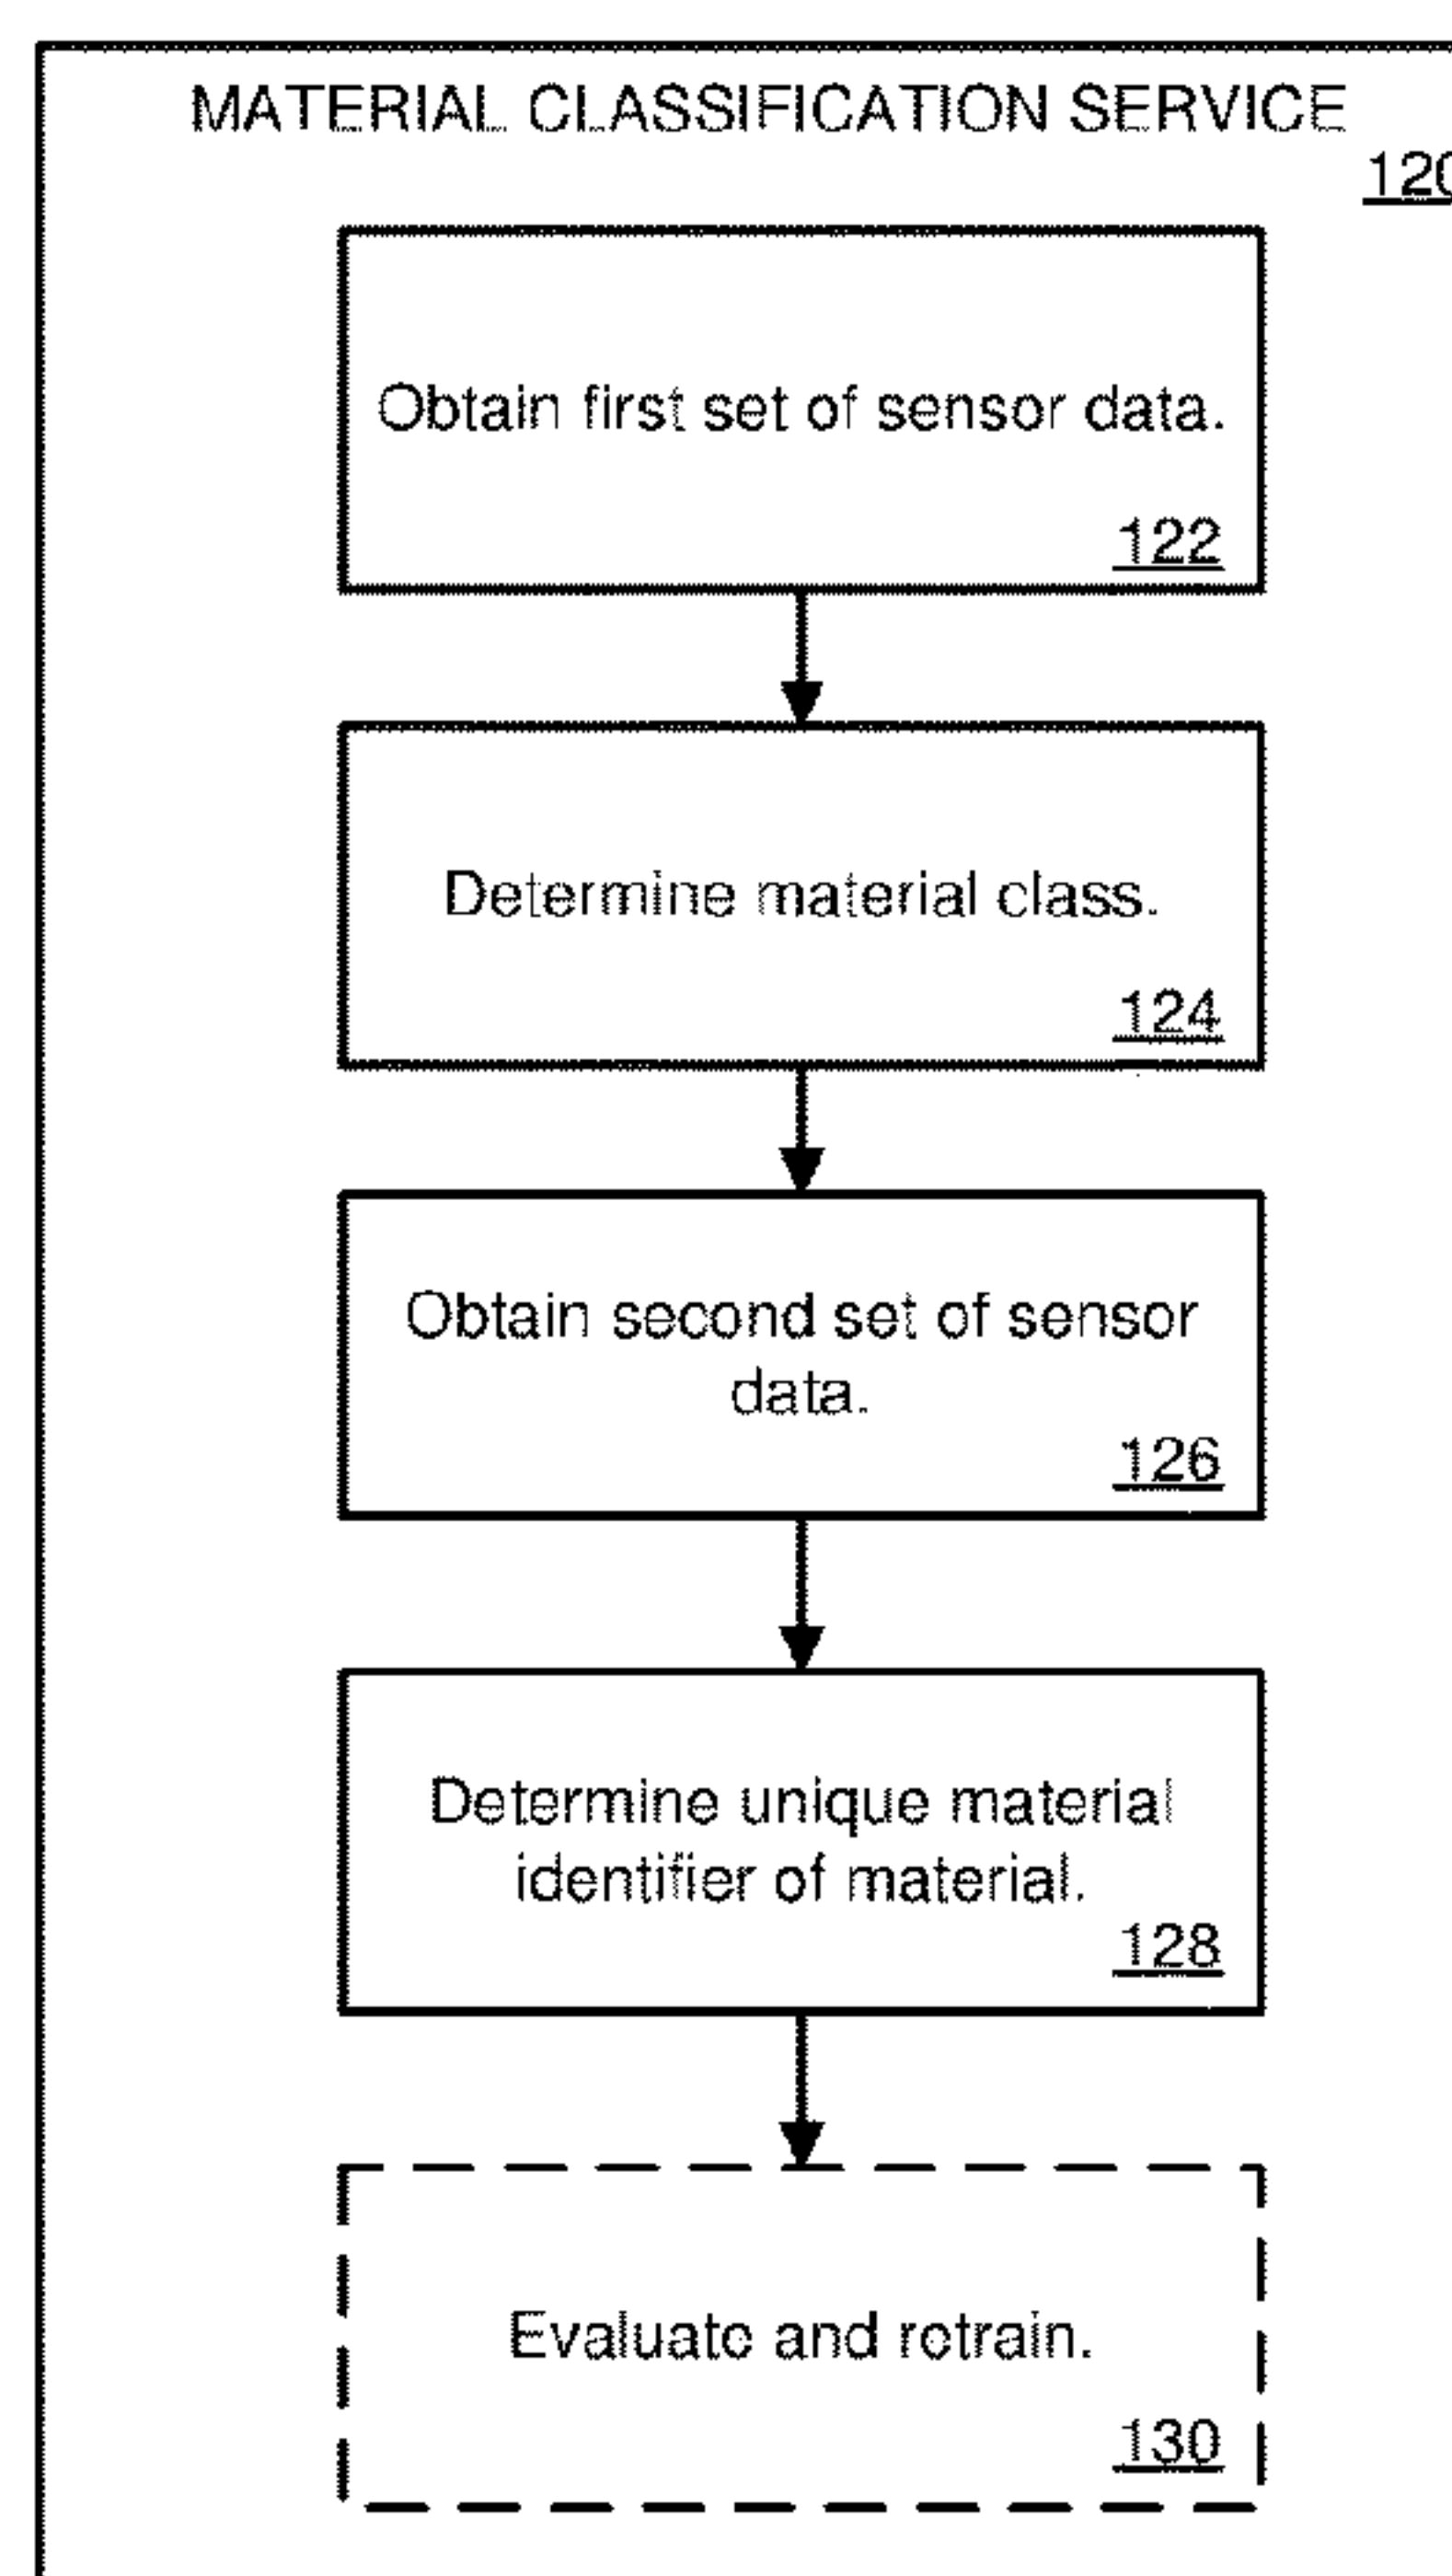 MATERIAL CLASSIFICATION SERVICE
120
Obtain first set of sensor data.
122
Determine material class.
124
Obtain second set of sensor
data.
126
Determine unique material
identifier of material.
128
Evaluate and retrain.
130